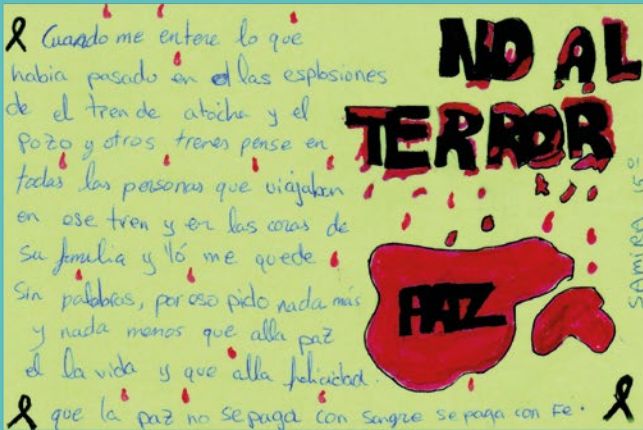 Cuando me entere lo que
habia pasado en el las esplosiones
de el tren de atocha y el
pozo y otros trenes pense en
todas las personas que viajaban
en ese tren y en las caras de
su familia y Yó me quede
sin palabras, por eso pido nada más
y nada menos que alla paz
el la vida y que alla felicidad.
que la paz no se paga con sangre se paga con Fe.
NO AL
TERROR
PAZ
SAMIRA